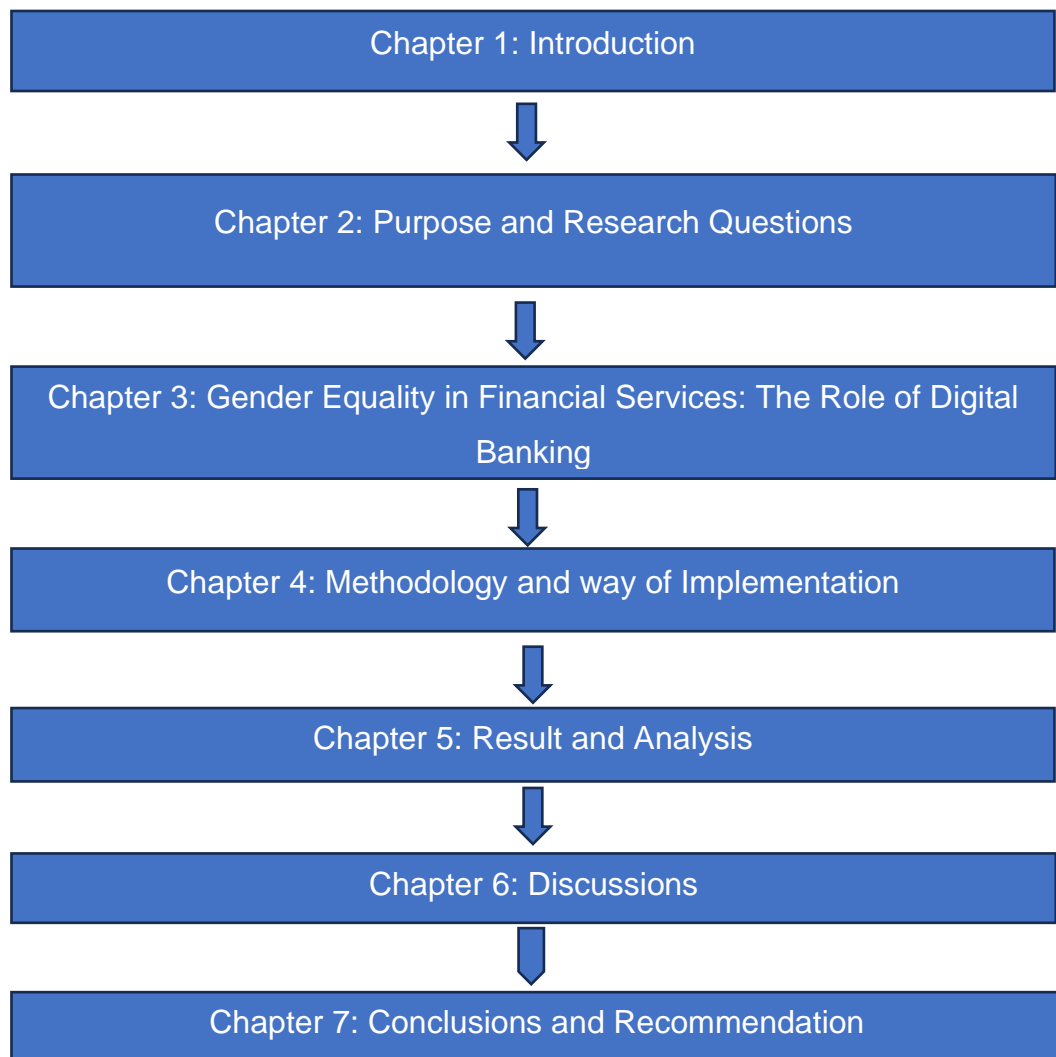 Chapter 1: Introduction
Chapter 2: Purpose and Research Questions
Chapter 3: Gender Equality in Financial Services: The Role of Digital
Banking
Chapter 4: Methodology and way of Implementation
Chapter 5: Result and Analysis
Chapter 6: Discussions
Chapter 7: Conclusions and Recommendation